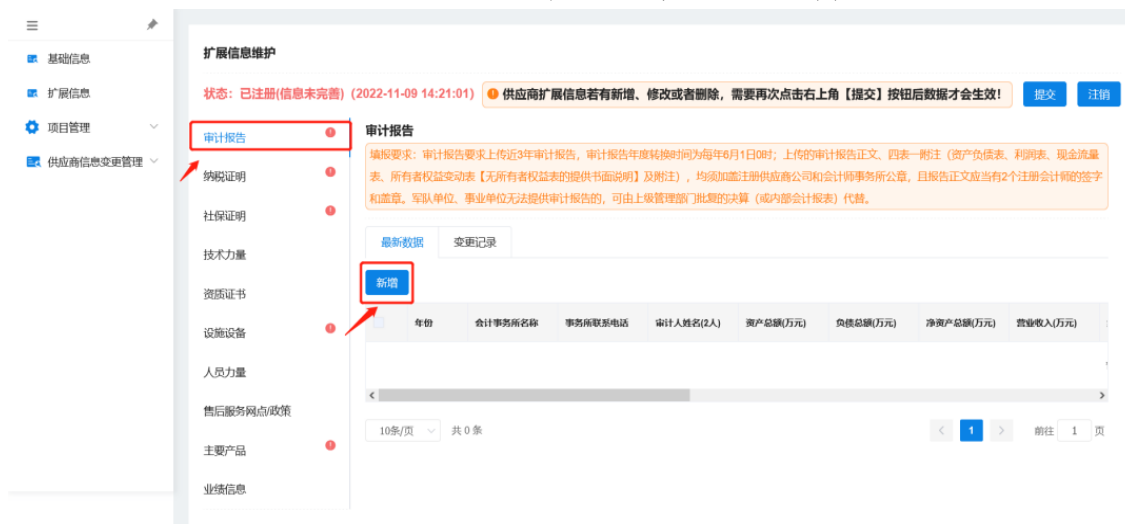 基础信息
扩展信息
项目管理
供应商信息变更管理
扩展信息维护
状态：已注册(信息未完善) (2022-11-09 14:21:01) 供应商扩展信息若有新增、修改或者删除，需要再次点击右上角【提交】按钮后数据才会生效！ 提交 注销
审计报告
纳税证明
社保证明
技术力量
资质证书
设施设备
人员力量
售后服务网点/政策
主要产品
业绩信息
审计报告
填报要求：审计报告要求上传近3年审计报告，审计报告年度转换时间为每年6月1日0时；上传的审计报告正文、四表一附注（资产负债表、利润表、现金流量
表、所有者权益变动表【无所有者权益表的提供书面说明】及附注），均须加盖注册供应商公司和会计师事务所公章，且报告正文应当有2个注册会计师的签字
和盖章。军队单位、事业单位无法提供审计报告的，可由上级管理部门批复的决算（或内部会计报表）代替。
最新数据 变更记录
新增
年份 会计事务所名称 事务所联系电话 审计人姓名(2人) 资产总额(万元) 负债总额(万元) 净资产总额(万元) 营业收入(万元)
10条/页 共 0 条 1 前往 1 页